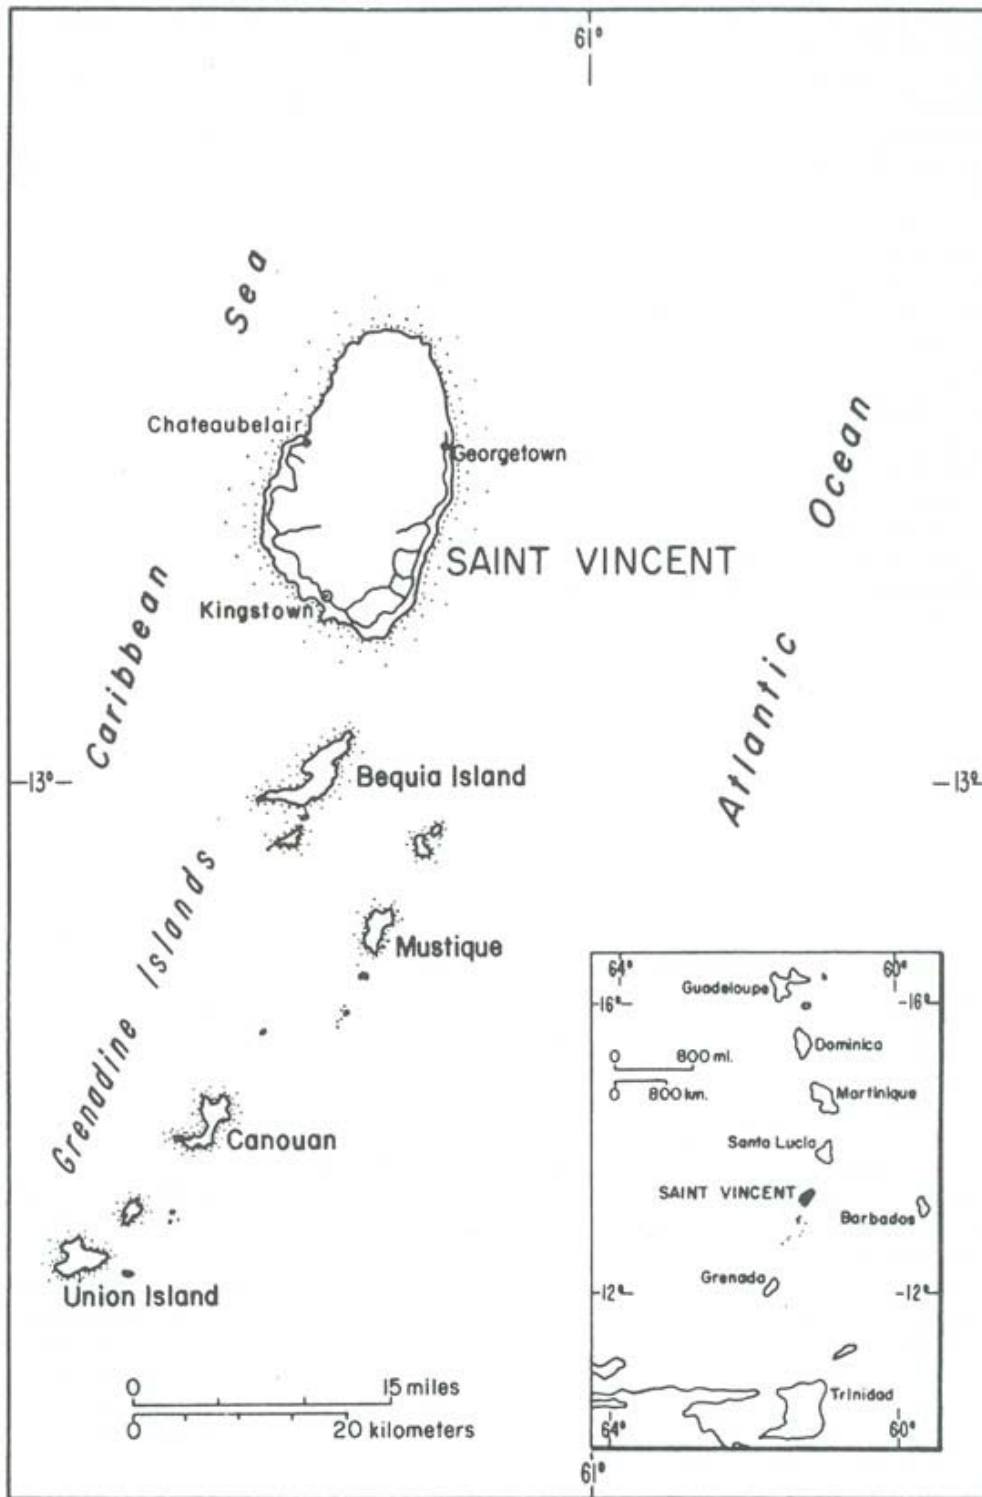 61°
Sea
Chateaubelair
Georgetown
Ocean
SAINT VINCENT
Kingstown
Caribbean
Atlantic
Bequia Island
-13°-
-13°
Grenadine Islands
Mustique
Canouan
Union Island
0 15 miles
0 20 kilometers
64° 60°
Guadeloupe
-16° -16°
Dominica
0 800 mi.
0 800 km.
Martinique
Santa Lucia
SAINT VINCENT
Barbados
Grenada
-12° -12°
Trinidad
64° 60°
61°